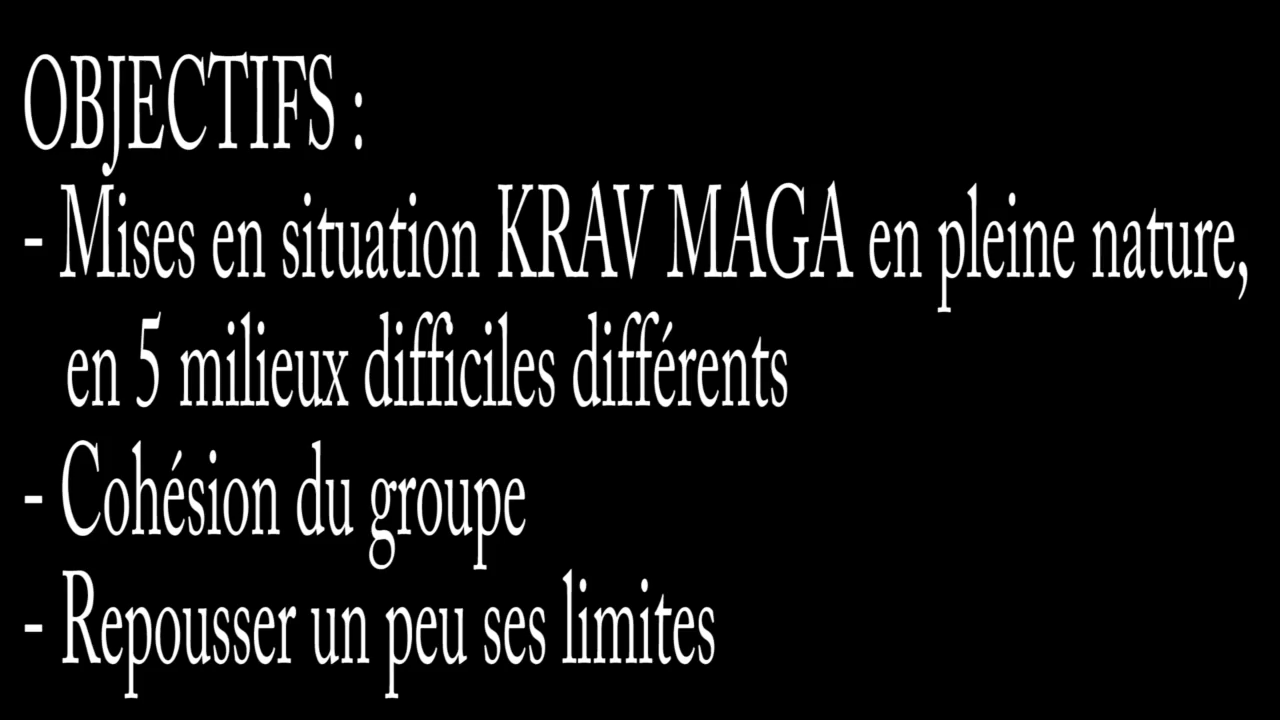 OBJECTIFS :
- Mises en situation KRAV MAGA en pleine nature,
en 5 milieux difficiles différents
- Cohésion du groupe
- Repousser un peu ses limites